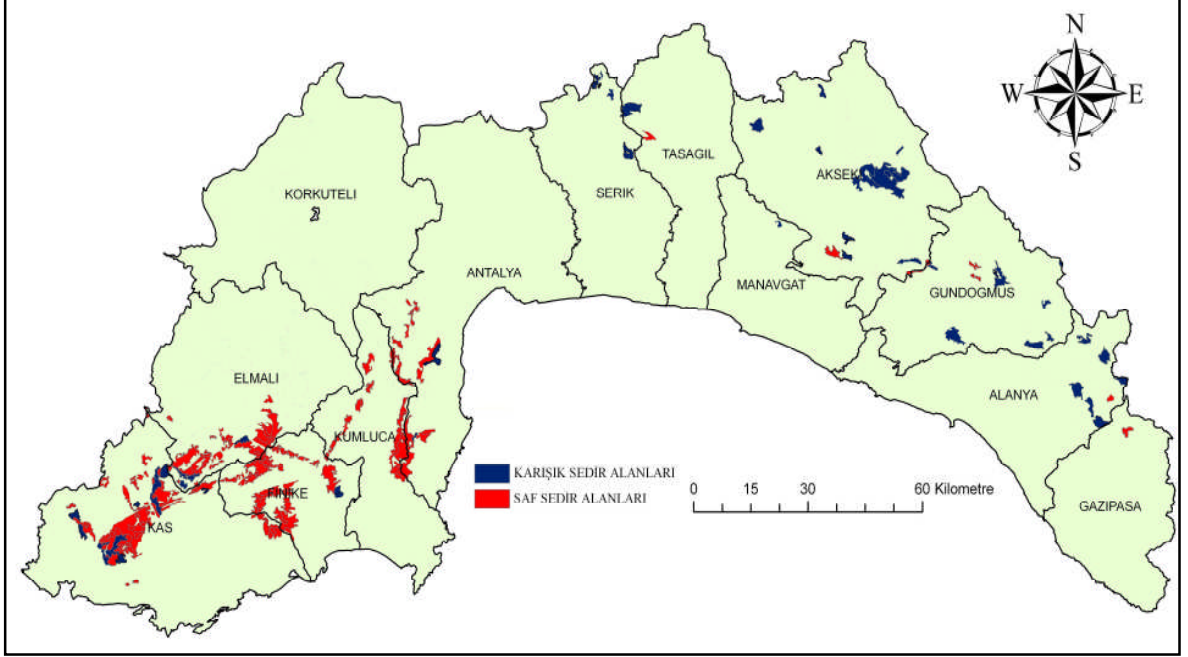 N
W E
S
KORKUTELI
ANTALYA
SERIK
TASAGIL
AKSEKI
MANAVGAT
GUNDOGMUS
ELMALI
KUMLUCA
ALANYA
FINIKE
KAS
GAZIPASA
KARIŞIK SEDİR ALANLARI
SAF SEDİR ALANLARI
0 15 30 60 Kilometre